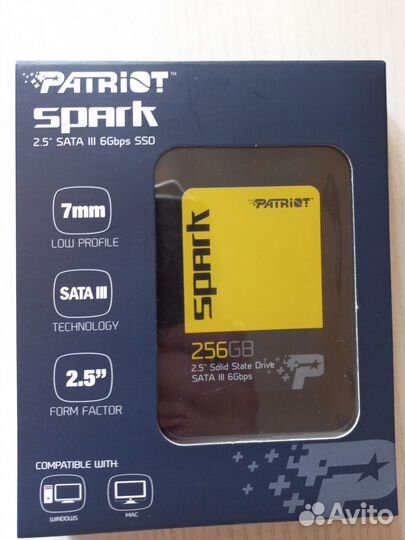 PATRIOT™
spark
2.5" SATA III 6Gbps SSD
7mm
LOW PROFILE
SATA III
TECHNOLOGY
2.5"
FORM FACTOR
COMPATIBLE WITH:
WINDOWS
MAC
PATRIOT
spark
256GB
2.5" Solid State Drive
SATA III 6Gbps
Avito